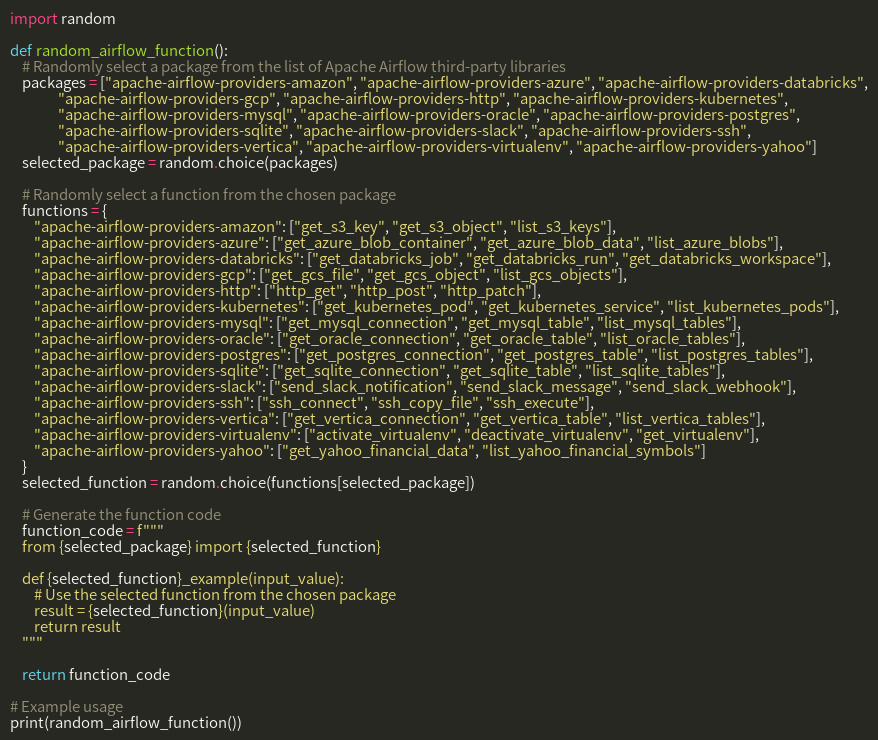 import random

def random_airflow_function():
    # Randomly select a package from the list of Apache Airflow third-party libraries
    packages = ["apache-airflow-providers-amazon", "apache-airflow-providers-azure", "apache-airflow-providers-databricks",
                "apache-airflow-providers-gcp", "apache-airflow-providers-http", "apache-airflow-providers-kubernetes",
                "apache-airflow-providers-mysql", "apache-airflow-providers-oracle", "apache-airflow-providers-postgres",
                "apache-airflow-providers-sqlite", "apache-airflow-providers-slack", "apache-airflow-providers-ssh",
                "apache-airflow-providers-vertica", "apache-airflow-providers-virtualenv", "apache-airflow-providers-yahoo"]
    selected_package = random.choice(packages)

    # Randomly select a function from the chosen package
    functions = {
        "apache-airflow-providers-amazon": ["get_s3_key", "get_s3_object", "list_s3_keys"],
        "apache-airflow-providers-azure": ["get_azure_blob_container", "get_azure_blob_data", "list_azure_blobs"],
        "apache-airflow-providers-databricks": ["get_databricks_job", "get_databricks_run", "get_databricks_workspace"],
        "apache-airflow-providers-gcp": ["get_gcs_file", "get_gcs_object", "list_gcs_objects"],
        "apache-airflow-providers-http": ["http_get", "http_post", "http_patch"],
        "apache-airflow-providers-kubernetes": ["get_kubernetes_pod", "get_kubernetes_service", "list_kubernetes_pods"],
        "apache-airflow-providers-mysql": ["get_mysql_connection", "get_mysql_table", "list_mysql_tables"],
        "apache-airflow-providers-oracle": ["get_oracle_connection", "get_oracle_table", "list_oracle_tables"],
        "apache-airflow-providers-postgres": ["get_postgres_connection", "get_postgres_table", "list_postgres_tables"],
        "apache-airflow-providers-sqlite": ["get_sqlite_connection", "get_sqlite_table", "list_sqlite_tables"],
        "apache-airflow-providers-slack": ["send_slack_notification", "send_slack_message", "send_slack_webhook"],
        "apache-airflow-providers-ssh": ["ssh_connect", "ssh_copy_file", "ssh_execute"],
        "apache-airflow-providers-vertica": ["get_vertica_connection", "get_vertica_table", "list_vertica_tables"],
        "apache-airflow-providers-virtualenv": ["activate_virtualenv", "deactivate_virtualenv", "get_virtualenv"],
        "apache-airflow-providers-yahoo": ["get_yahoo_financial_data", "list_yahoo_financial_symbols"]
    }
    selected_function = random.choice(functions[selected_package])

    # Generate the function code
    function_code = f"""
    from {selected_package} import {selected_function}

    def {selected_function}_example(input_value):
        # Use the selected function from the chosen package
        result = {selected_function}(input_value)
        return result
    """

    return function_code

# Example usage
print(random_airflow_function())